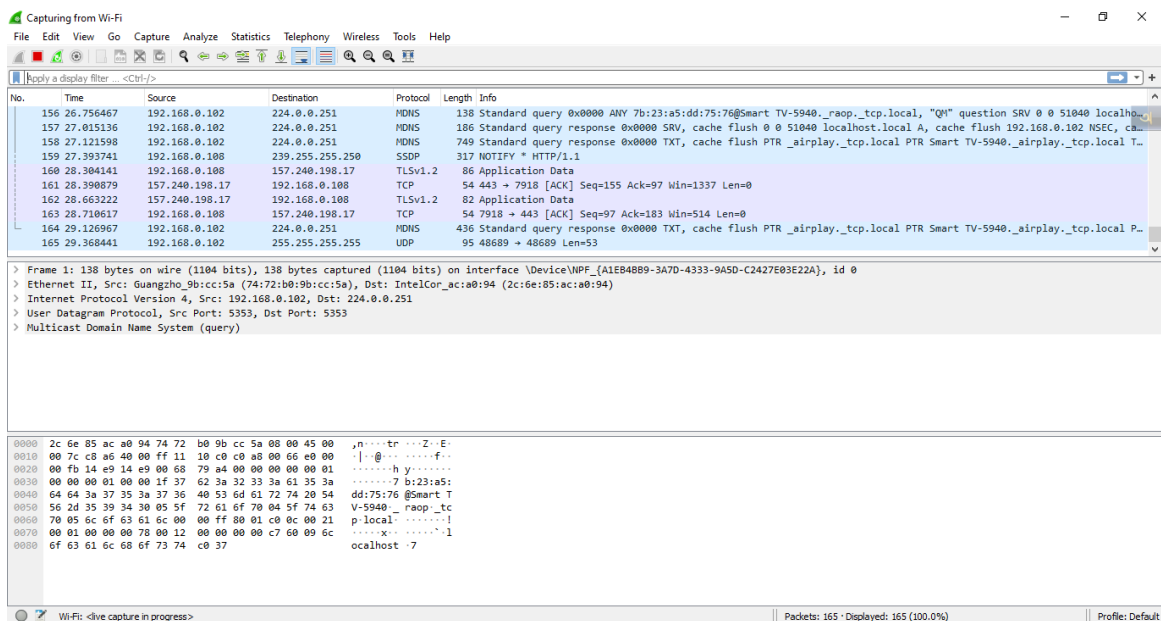 Capturing from Wi-Fi
File Edit View Go Capture Analyze Statistics Telephony Wireless Tools Help
Apply a display filter ... <Ctrl-/>
No. Time Source Destination Protocol Length Info
156 26.756467 192.168.0.102 224.0.0.251 MDNS 138 Standard query 0x0000 ANY 7b:23:a5:dd:75:76@Smart TV-5940._raop._tcp.local, "QM" question SRV 0 0 51040 localho…
157 27.015136 192.168.0.102 224.0.0.251 MDNS 186 Standard query response 0x0000 SRV, cache flush 0 0 51040 localhost.local A, cache flush 192.168.0.102 NSEC, ca…
158 27.121598 192.168.0.102 224.0.0.251 MDNS 749 Standard query response 0x0000 TXT, cache flush PTR _airplay._tcp.local PTR Smart TV-5940._airplay._tcp.local T…
159 27.393741 192.168.0.102 239.255.255.250 SSDP 317 NOTIFY * HTTP/1.1
160 28.304141 192.168.0.108 157.240.198.17 TLSv1.2 86 Application Data
161 28.390879 157.240.198.17 192.168.0.108 TCP 54 443 → 7918 [ACK] Seq=155 Ack=97 Win=1337 Len=0
162 28.663222 157.240.198.17 192.168.0.108 TLSv1.2 82 Application Data
163 28.710617 192.168.0.108 157.240.198.17 TCP 54 7918 → 443 [ACK] Seq=97 Ack=183 Win=514 Len=0
164 29.126967 192.168.0.102 224.0.0.251 MDNS 436 Standard query response 0x0000 TXT, cache flush PTR _airplay._tcp.local PTR Smart TV-5940._airplay._tcp.local P…
165 29.368441 192.168.0.102 255.255.255.255 UDP 95 48689 → 48689 Len=53
> Frame 1: 138 bytes on wire (1104 bits), 138 bytes captured (1104 bits) on interface \Device\NPF_{A1EB4BB9-3A7D-4333-9A5D-C2427E03E22A}, id 0
> Ethernet II, Src: Guangzho_9b:cc:5a (74:72:b0:9b:cc:5a), Dst: IntelCor_ac:a0:94 (2c:6e:85:ac:a0:94)
> Internet Protocol Version 4, Src: 192.168.0.102, Dst: 224.0.0.251
> User Datagram Protocol, Src Port: 5353, Dst Port: 5353
> Multicast Domain Name System (query)
0000 2c 6e 85 ac a0 94 74 72 b0 9b cc 5a 08 00 45 00 ,n····tr ···Z··E·
0010 00 7c c8 a6 40 00 ff 11 10 c0 c0 a8 00 66 e0 00 ·|··@··· ·····f··
0020 00 fb 14 e9 14 e9 00 68 79 a4 00 00 00 00 00 01 ·······h y·······
0030 00 00 00 01 00 00 1f 37 62 3a 32 33 3a 61 35 3a ·······7 b:23:a5:
0040 64 64 3a 37 35 3a 37 36 40 53 6d 61 72 74 20 54 dd:75:76 @Smart T
0050 56 2d 35 39 34 30 05 5f 72 61 6f 70 04 5f 74 63 V-5940·_ raop·_tc
0060 70 05 6c 6f 63 61 6c 00 00 ff 80 01 c0 0c 00 21 p·local· ·······!
0070 00 01 00 00 00 78 00 12 00 00 00 00 c7 60 09 6c ·····x·· ·····`·l
0080 6f 63 61 6c 68 6f 73 74 c0 37 ocalhost ·7
Wi-Fi: <live capture in progress> Packets: 165 · Displayed: 165 (100.0%) Profile: Default